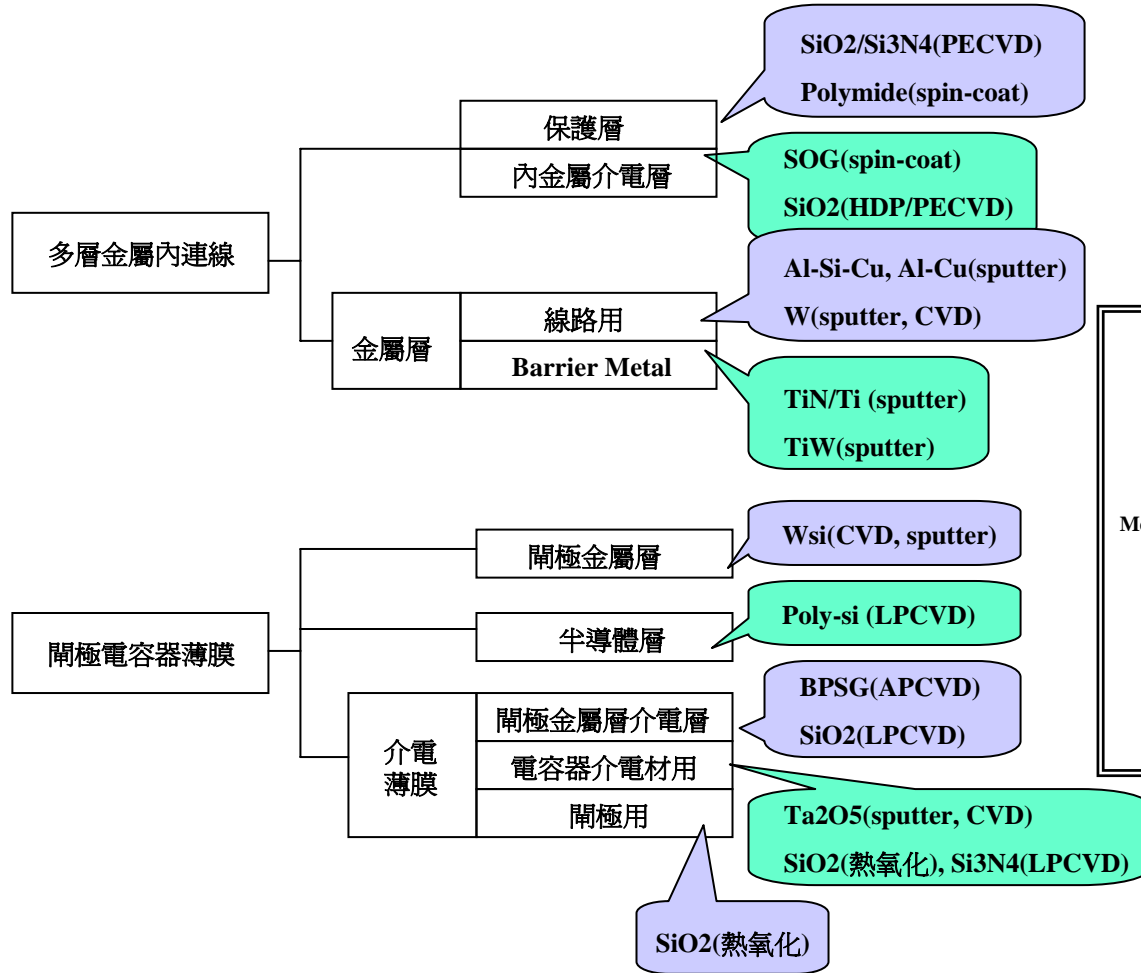 SiO2/Si3N4(PECVD)
Polymide(spin-coat)
保護層
內金屬介電層
SOG(spin-coat)
SiO2(HDP/PECVD)
多層金屬內連線
Al-Si-Cu, Al-Cu(sputter)
W(sputter, CVD)
金屬層
線路用
Barrier Metal
TiN/Ti (sputter)
TiW(sputter)
Wsi(CVD, sputter)
閘極金屬層
Poly-si (LPCVD)
半導體層
閘極電容器薄膜
BPSG(APCVD)
SiO2(LPCVD)
介電
薄膜
閘極金屬層介電層
電容器介電材用
閘極用
Ta2O5(sputter, CVD)
SiO2(熱氧化), Si3N4(LPCVD)
SiO2(熱氧化)